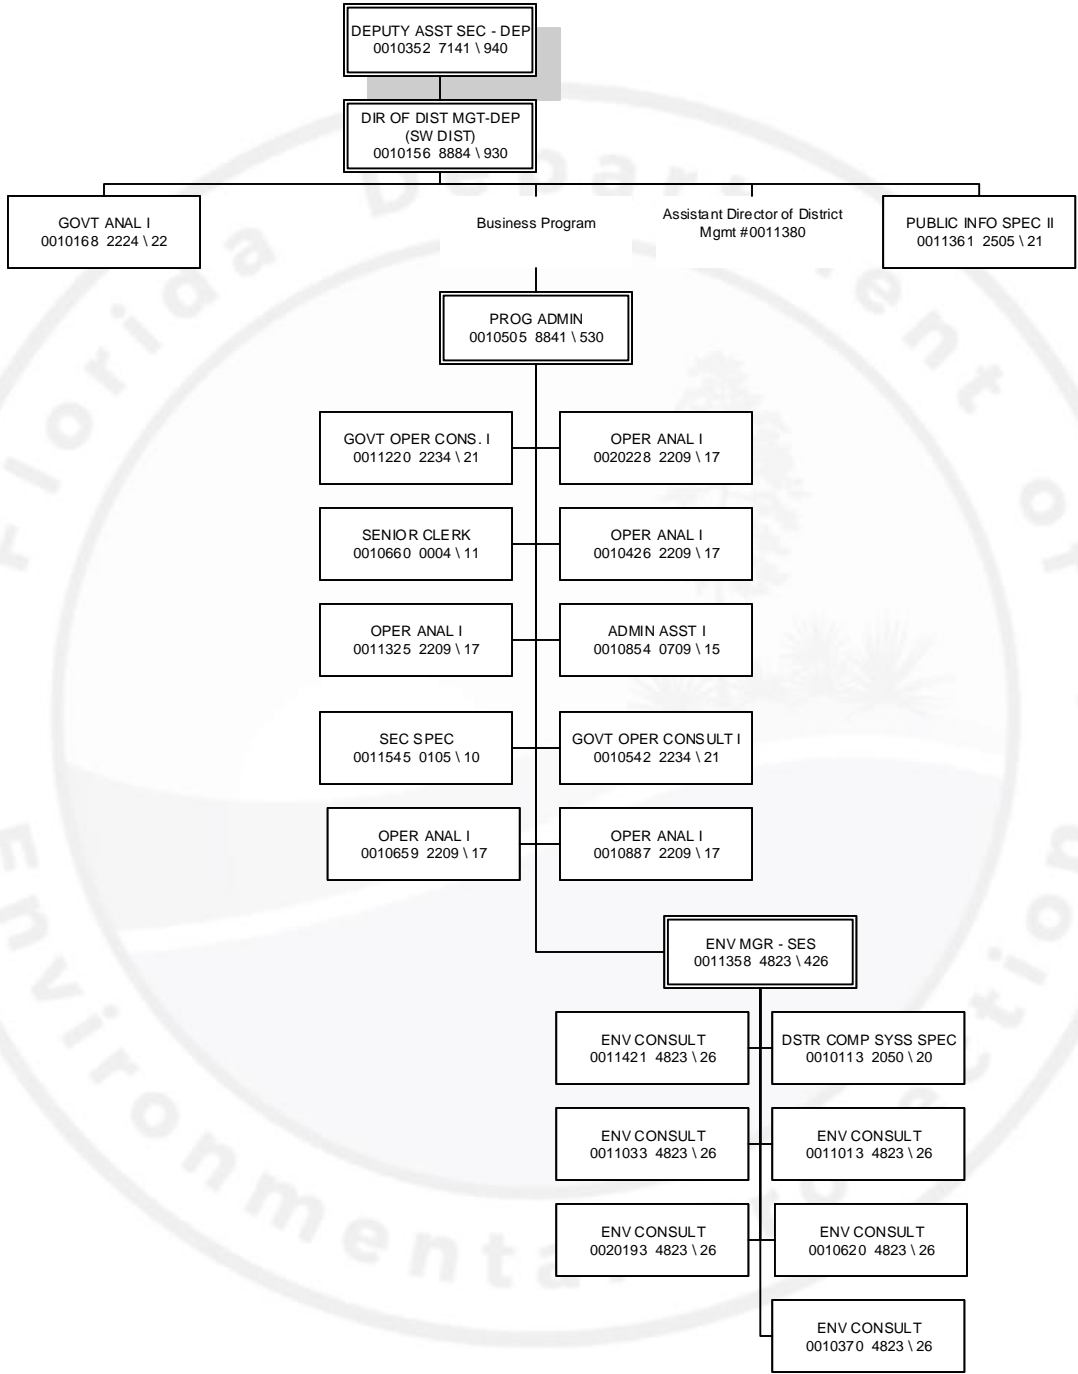 DEPUTY ASST SEC - DEP
0010352 7141 \ 940
DIR OF DIST MGT-DEP
(SW DIST)
0010156 8884 \ 930
GOVT ANAL I
0010168 2224 \ 22
Business Program
Assistant Director of District
Mgmt #0011380
PUBLIC INFO SPEC II
0011361 2505 \ 21
PROG ADMIN
0010505 8841 \ 530
GOVT OPER CONS. I
0011220 2234 \ 21
OPER ANAL I
0020228 2209 \ 17
SENIOR CLERK
0010660 0004 \ 11
OPER ANAL I
0010426 2209 \ 17
OPER ANAL I
0011325 2209 \ 17
ADMIN ASST I
0010854 0709 \ 15
SEC SPEC
0011545 0105 \ 10
GOVT OPER CONSULT I
0010542 2234 \ 21
OPER ANAL I
0010659 2209 \ 17
OPER ANAL I
0010887 2209 \ 17
ENV MGR - SES
0011358 4823 \ 426
ENV CONSULT
0011421 4823 \ 26
DSTR COMP SYSS SPEC
0010113 2050 \ 20
ENV CONSULT
0011033 4823 \ 26
ENV CONSULT
0011013 4823 \ 26
ENV CONSULT
0020193 4823 \ 26
ENV CONSULT
0010620 4823 \ 26
ENV CONSULT
0010370 4823 \ 26
Florida Department of
Environmental Protection